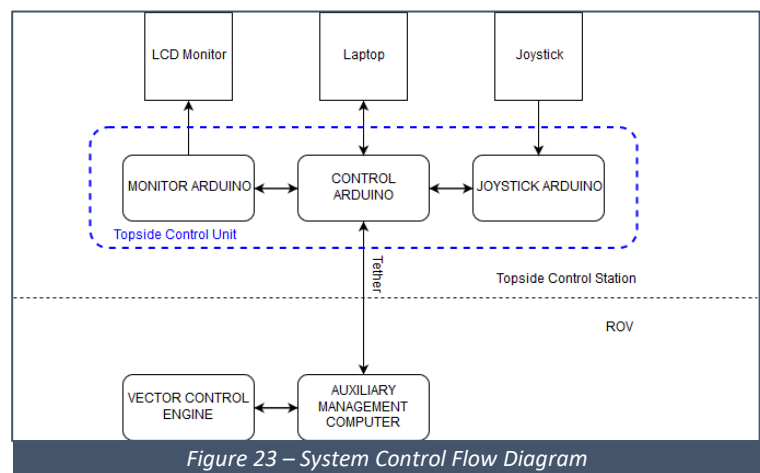 LCD Monitor
Laptop
Joystick
MONITOR ARDUINO
CONTROL
ARDUINO
JOYSTICK ARDUINO
Topside Control Unit
Tether
Topside Control Station
ROV
VECTOR CONTROL
ENGINE
AUXILIARY
MANAGEMENT
COMPUTER
Figure 23 – System Control Flow Diagram